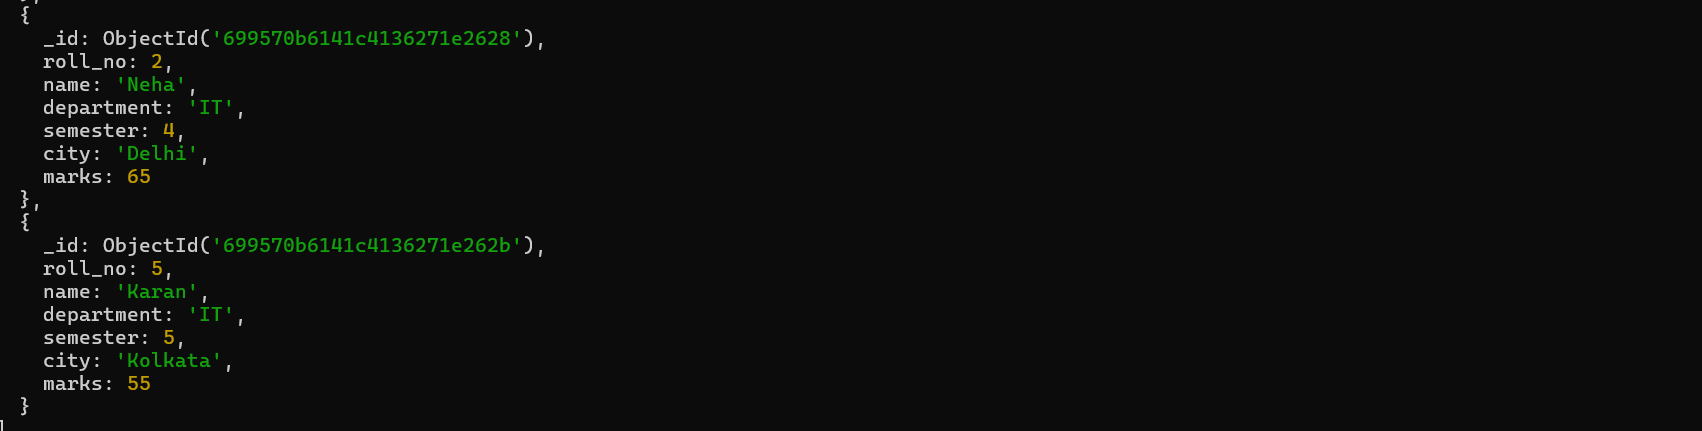 },
{
_id: ObjectId('699570b6141c4136271e2628'),
roll_no: 2,
name: 'Neha',
department: 'IT',
semester: 4,
city: 'Delhi',
marks: 65
},
{
_id: ObjectId('699570b6141c4136271e262b'),
roll_no: 5,
name: 'Karan',
department: 'IT',
semester: 5,
city: 'Kolkata',
marks: 55
}
]